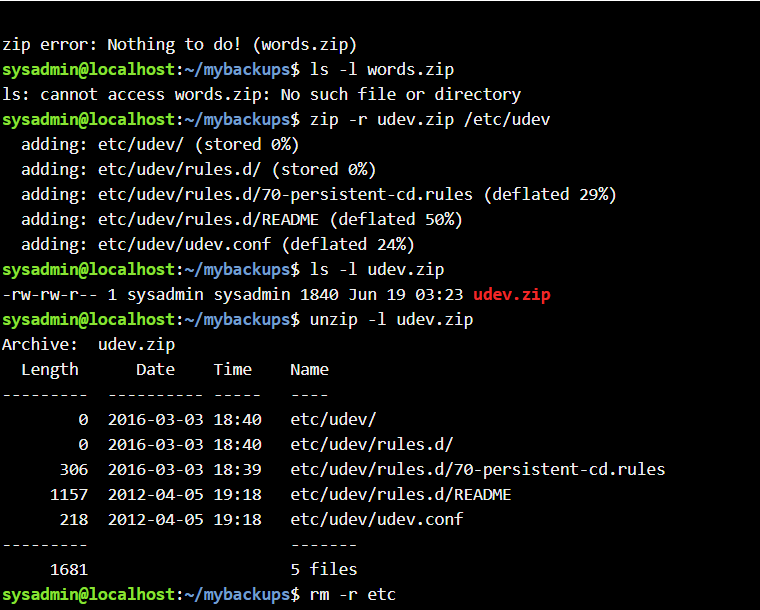 zip error: Nothing to do! (words.zip)
sysadmin@localhost:~/mybackups$ ls -l words.zip
ls: cannot access words.zip: No such file or directory
sysadmin@localhost:~/mybackups$ zip -r udev.zip /etc/udev
  adding: etc/udev/ (stored 0%)
  adding: etc/udev/rules.d/ (stored 0%)
  adding: etc/udev/rules.d/70-persistent-cd.rules (deflated 29%)
  adding: etc/udev/rules.d/README (deflated 50%)
  adding: etc/udev/udev.conf (deflated 24%)
sysadmin@localhost:~/mybackups$ ls -l udev.zip
-rw-rw-r-- 1 sysadmin sysadmin 1840 Jun 19 03:23 udev.zip
sysadmin@localhost:~/mybackups$ unzip -l udev.zip
Archive:  udev.zip
  Length      Date    Time    Name
---------  ---------- -----   ----
        0  2016-03-03 18:40   etc/udev/
        0  2016-03-03 18:40   etc/udev/rules.d/
      306  2016-03-03 18:39   etc/udev/rules.d/70-persistent-cd.rules
     1157  2012-04-05 19:18   etc/udev/rules.d/README
      218  2012-04-05 19:18   etc/udev/udev.conf
---------                     -------
     1681                     5 files
sysadmin@localhost:~/mybackups$ rm -r etc